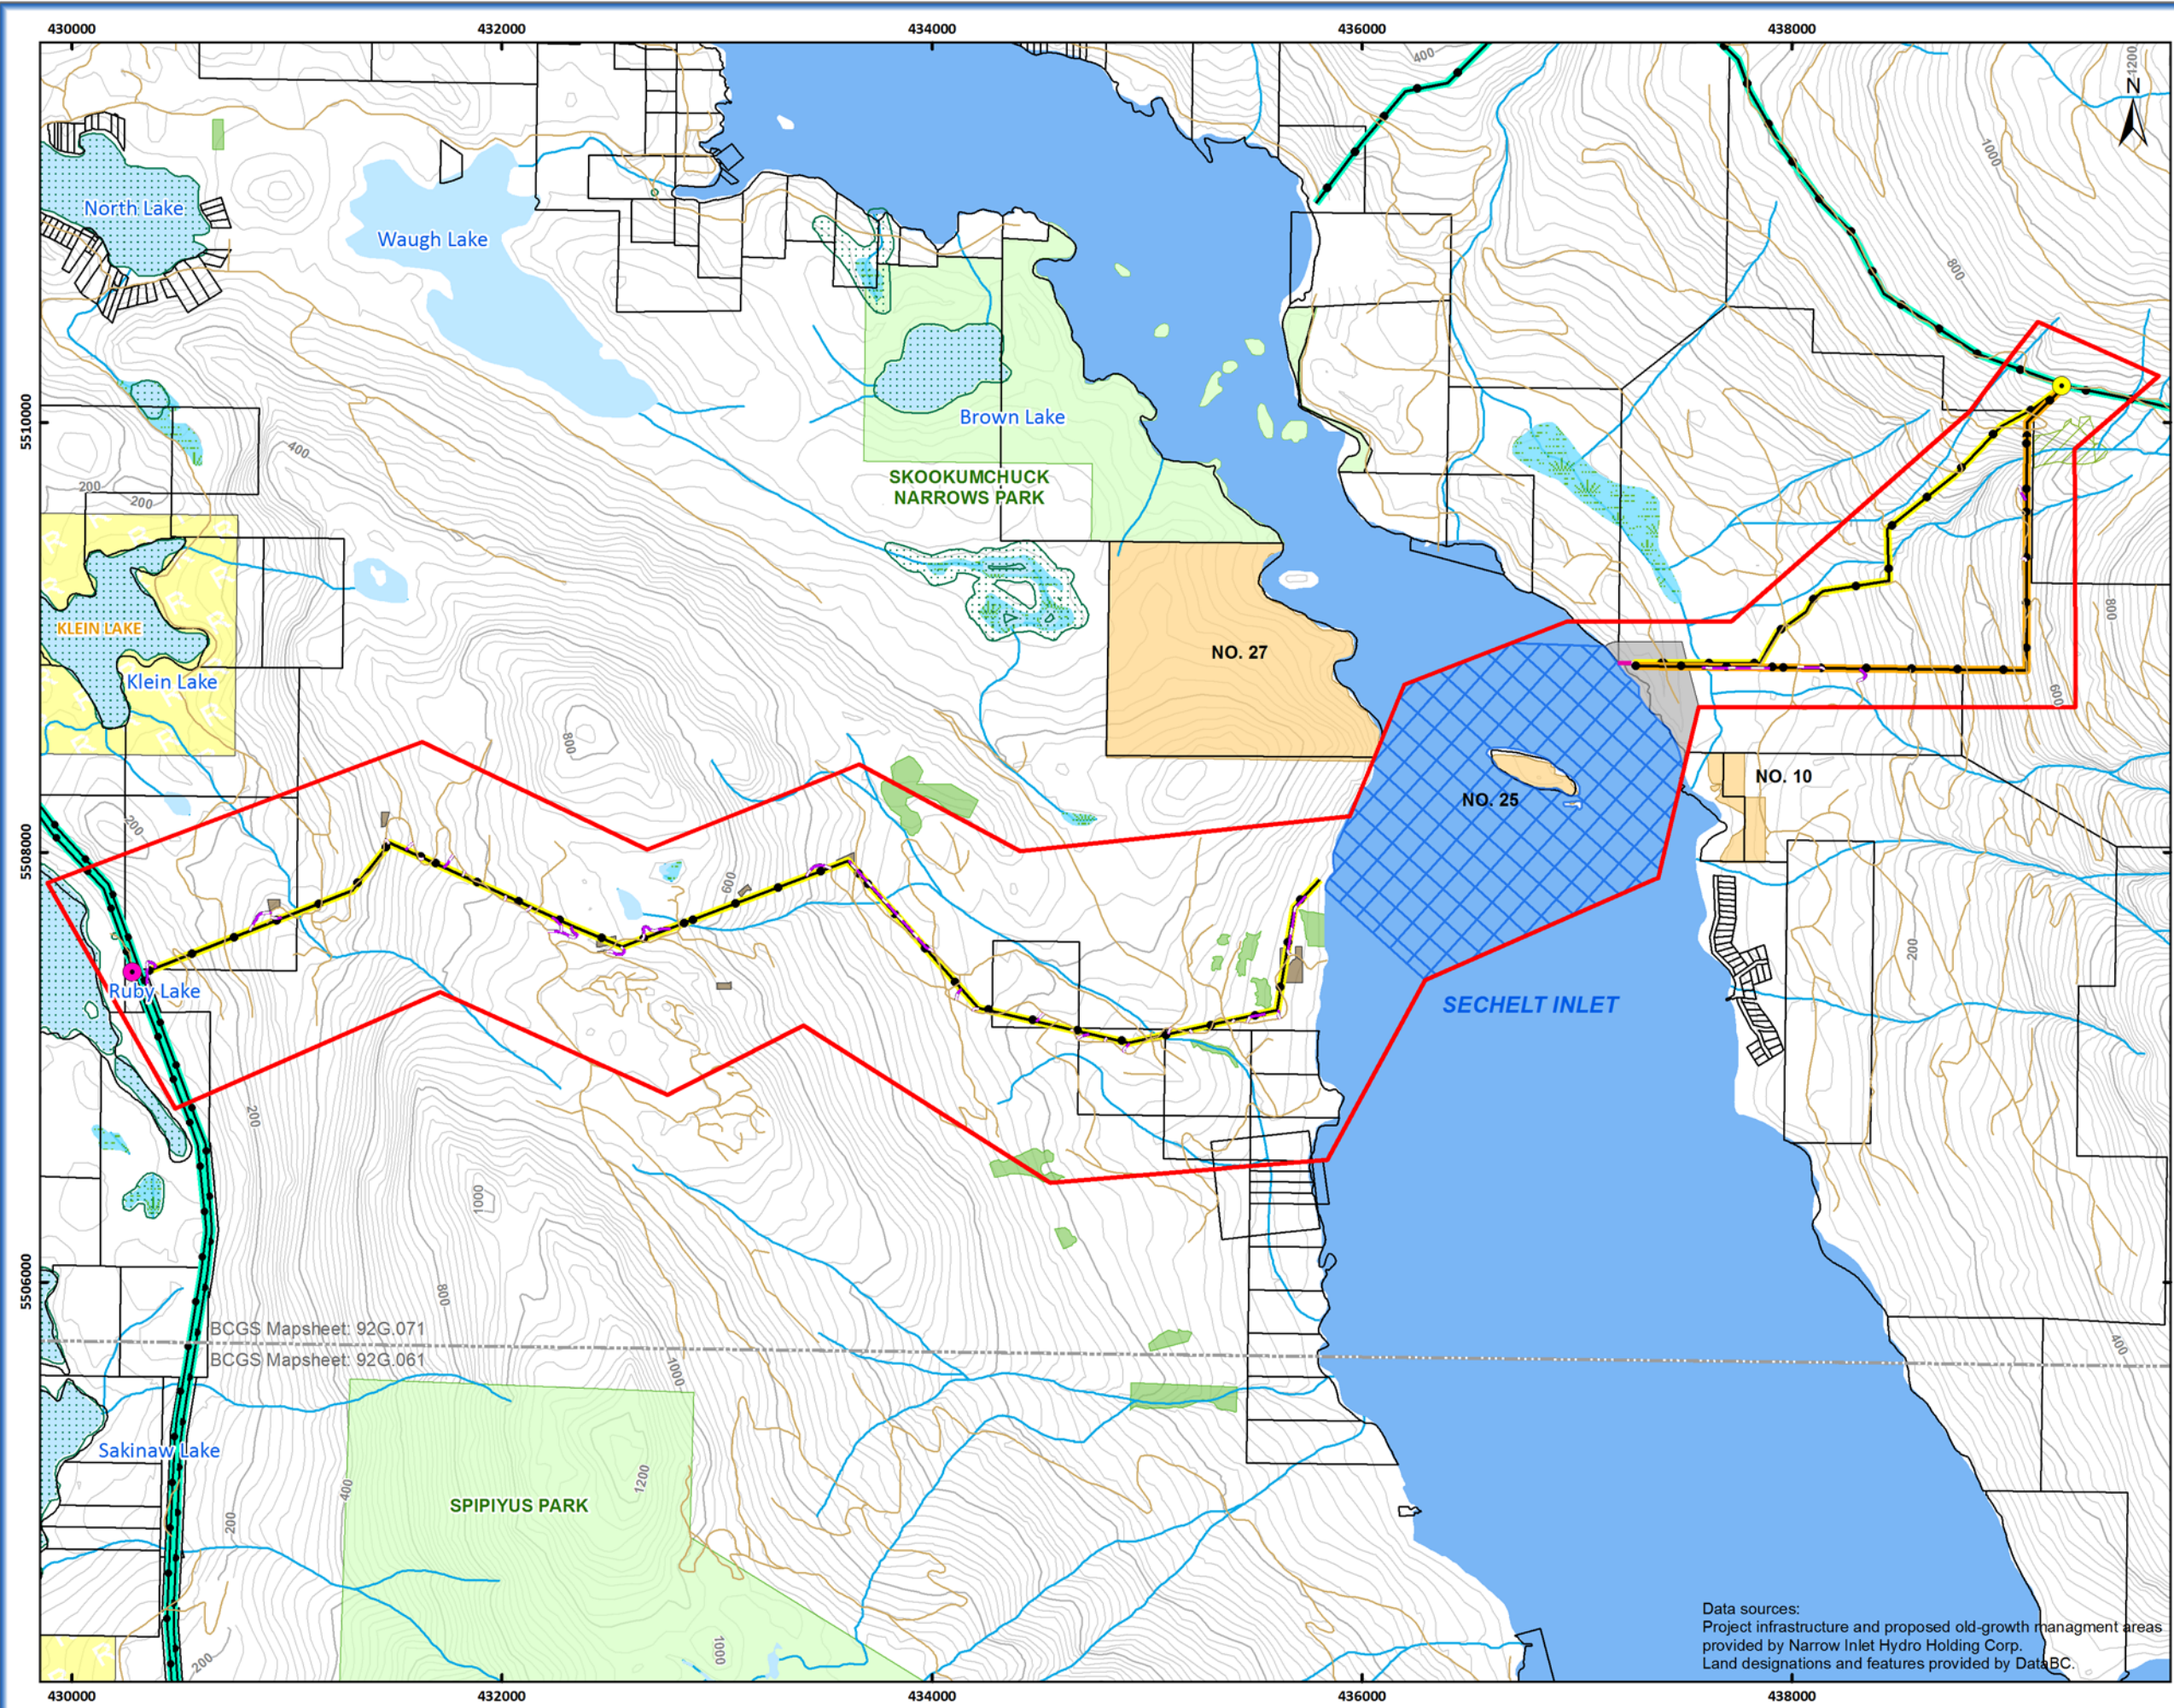 430000
432000
434000
436000
438000
400
1200
N
1000
North Lake
Waugh Lake
800
5510000
Brown Lake
400
SKOOKUMCHUCK
NARROWS PARK
200
200
KLEIN LAKE
NO. 27
800
Klein Lake
600
800
NO. 10
NO. 25
200
5508000
600
200
Ruby Lake
SECHELT INLET
200
1000
800
5506000
BCGS Mapsheet: 92G.071
BCGS Mapsheet: 92G.061
400
1000
Sakinaw Lake
400
1200
SPIPIYUS PARK
200
1000
200
Data sources:
Project infrastructure and proposed old-growth managment areas
provided by Narrow Inlet Hydro Holding Corp.
Land designations and features provided by DataBC.
430000
432000
434000
436000
438000